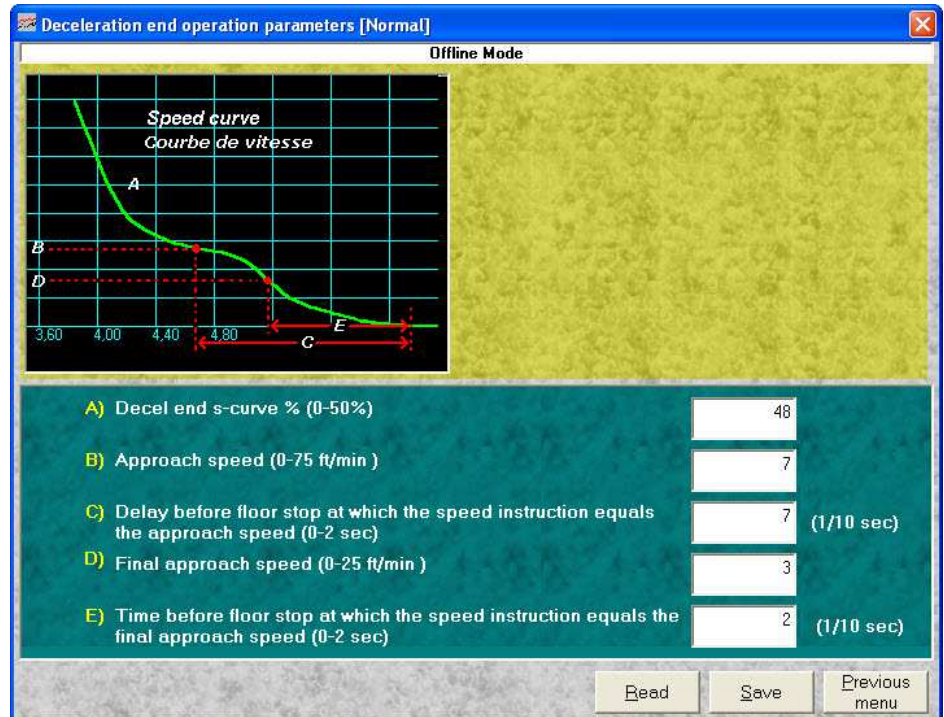 Deceleration end operation parameters [Normal]
Offline Mode
Speed curve
Courbe de vitesse
A
B
D
E
C
3,60 4,00 4,40 4,80
A) Decel end s-curve % (0-50%) 48
B) Approach speed (0-75 ft/min ) 7
C) Delay before floor stop at which the speed instruction equals
the approach speed (0-2 sec) 7 (1/10 sec)
D) Final approach speed (0-25 ft/min ) 3
E) Time before floor stop at which the speed instruction equals the
final approach speed (0-2 sec) 2 (1/10 sec)
Read Save Previous
menu